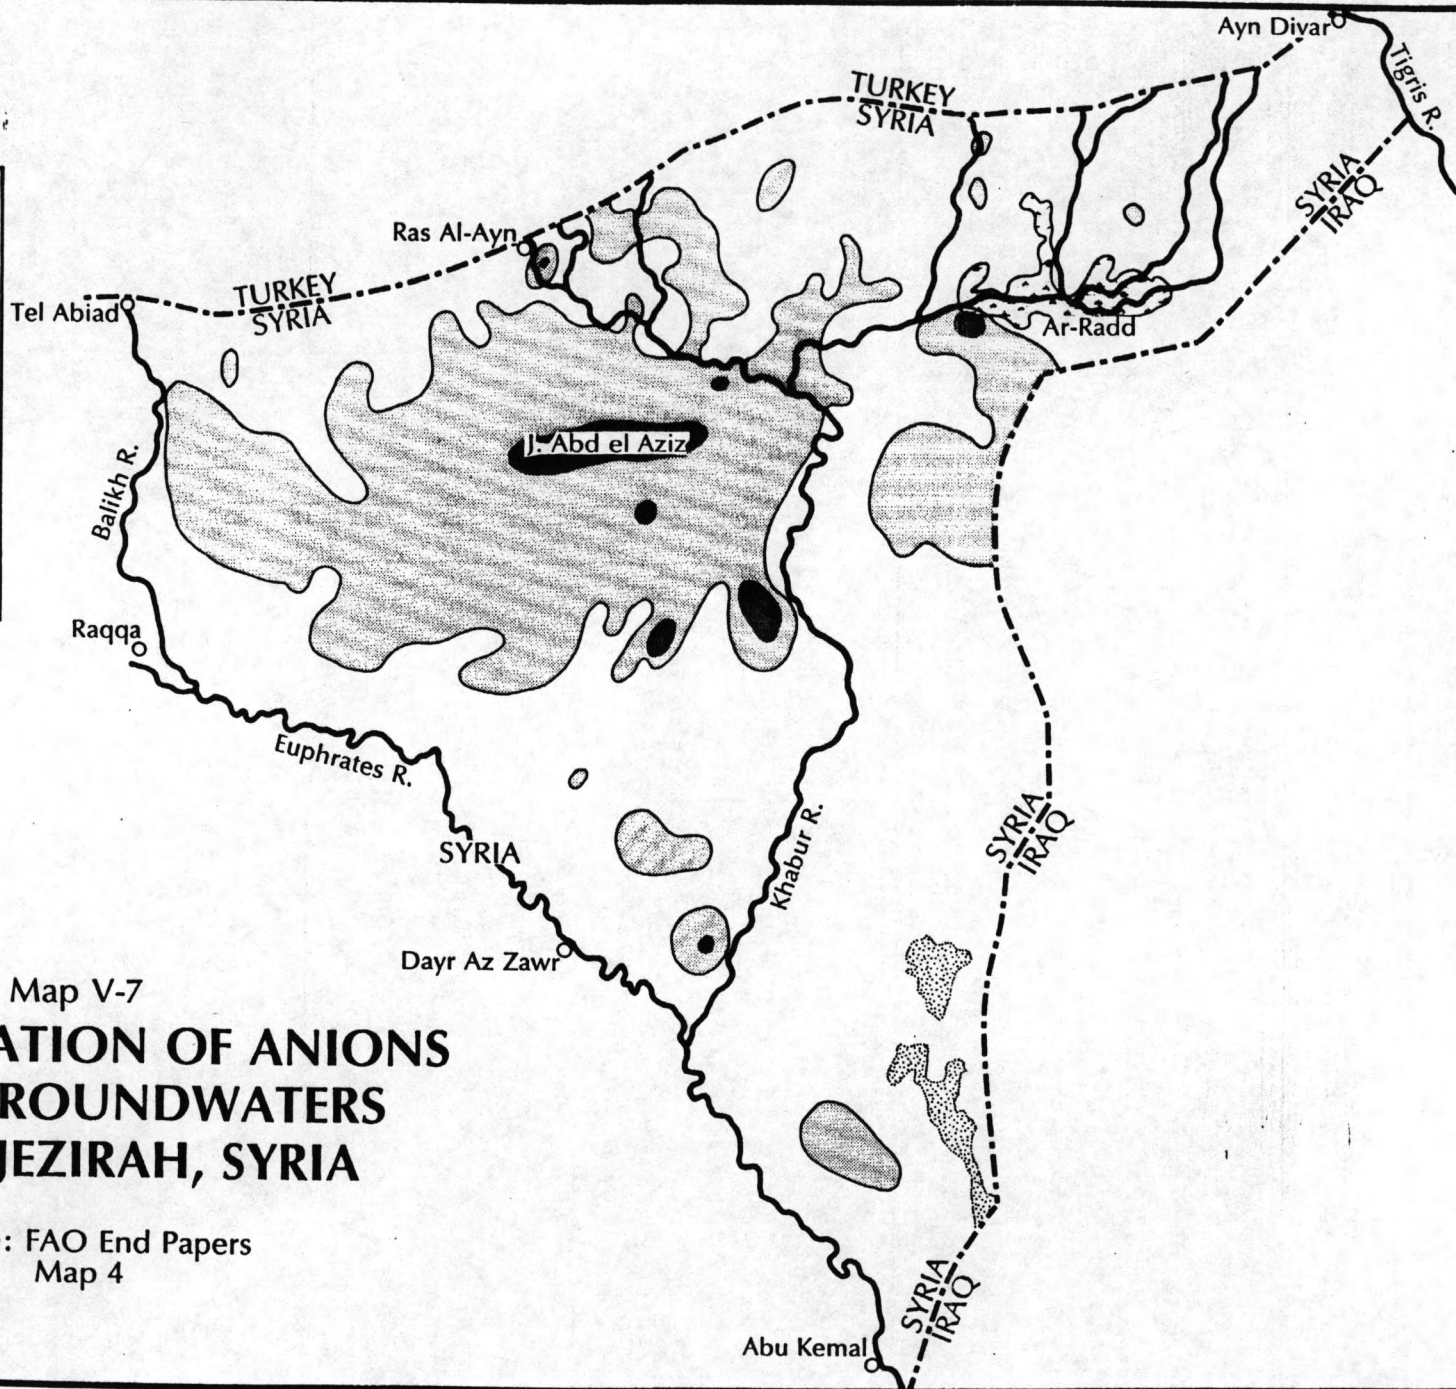 Ayn Divar
Tigris R.
TURKEY
SYRIA
SYRIA
IRAQ
Ras Al-Ayn
TURKEY
SYRIA
Tel Abiad
Ar-Radd
J. Abd el Aziz
Balikh R.
Raqqa
Euphrates R.
SYRIA
Khabur R.
SYRIA
IRAQ
Dayr Az Zawr
Map V-7
ATION OF ANIONS
ROUNDWATERS
JEZIRAH, SYRIA
: FAO End Papers
Map 4
SYRIA
IRAQ
Abu Kemal